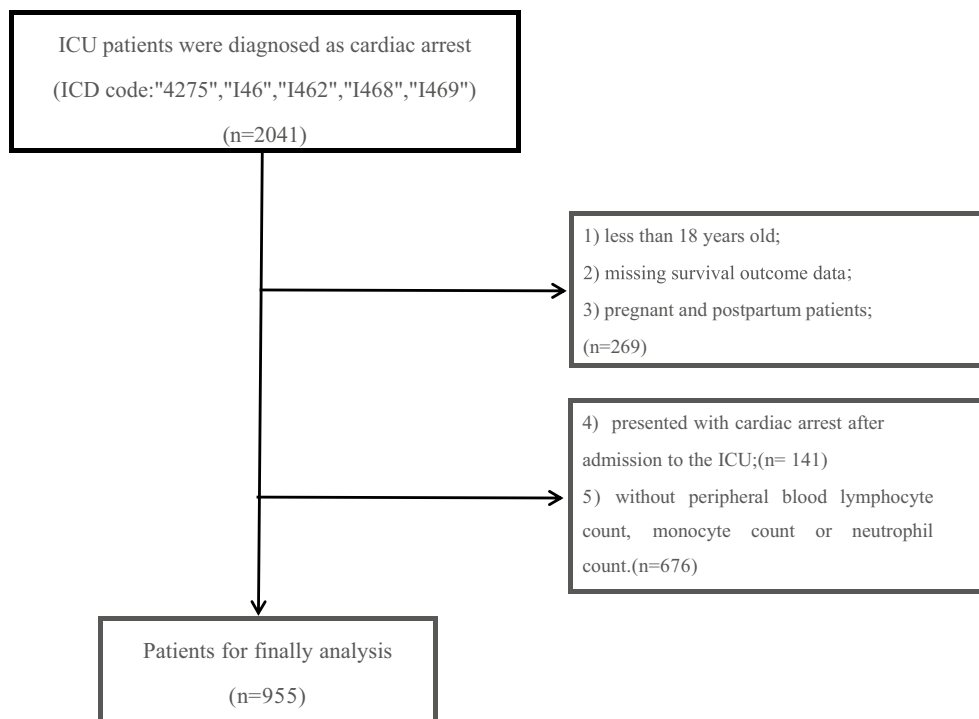 ICU patients were diagnosed as cardiac arrest
(ICD code:"4275","I46","I462","I468","I469")
(n=2041)
1) less than 18 years old;
2) missing survival outcome data;
3) pregnant and postpartum patients;
(n=269)
4) presented with cardiac arrest after
admission to the ICU;(n= 141)
5) without peripheral blood lymphocyte
count, monocyte count or neutrophil
count.(n=676)
Patients for finally analysis
(n=955)